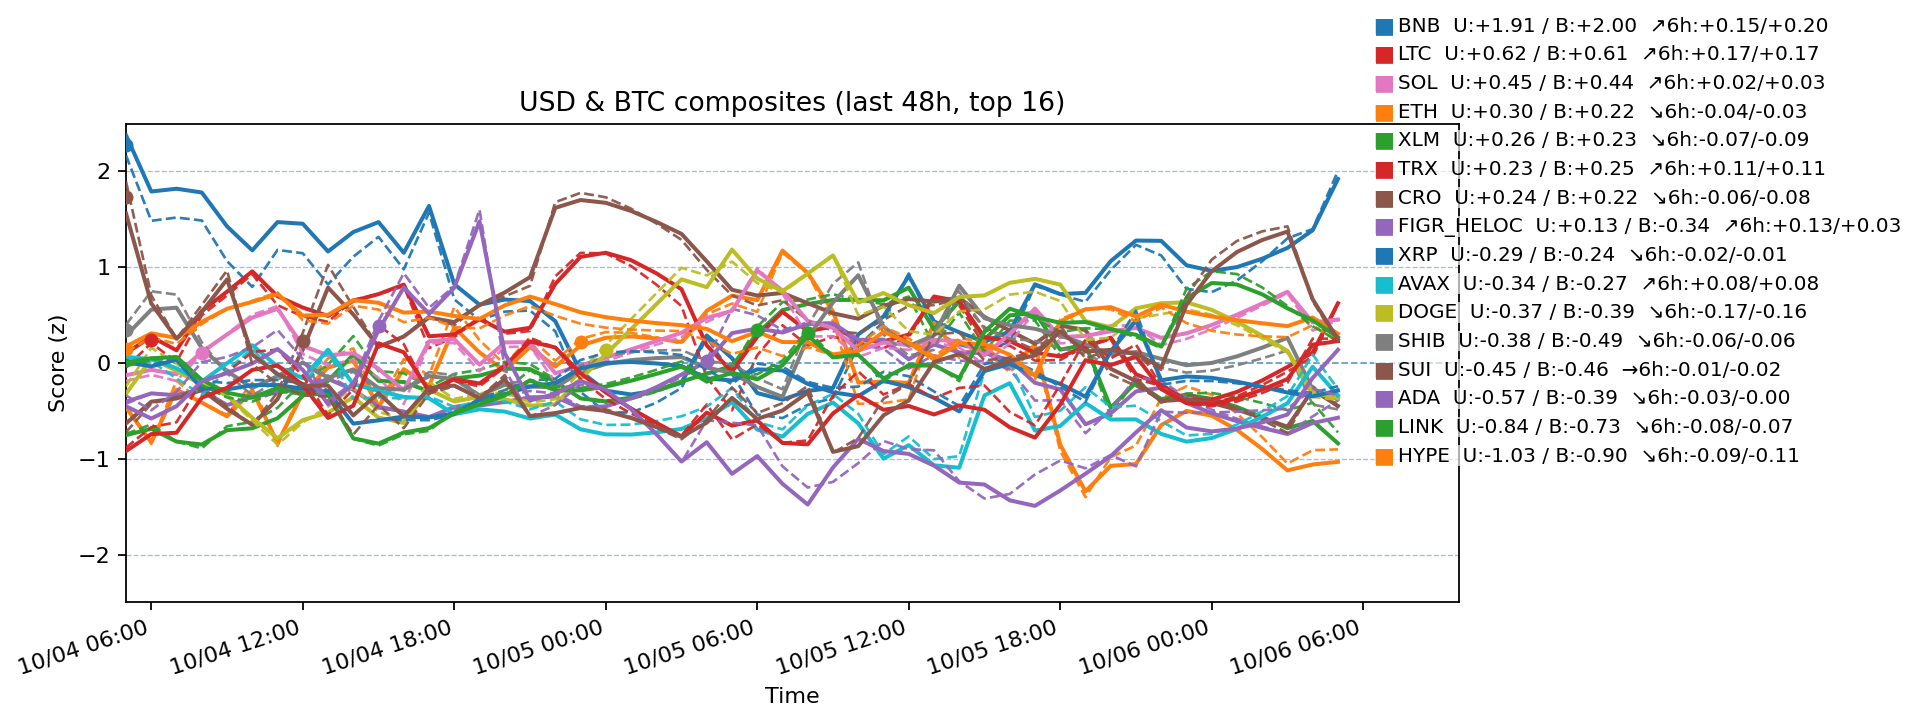 BNB  U:+1.91 / B:+2.00  ↗6h:+0.15/+0.20
LTC  U:+0.62 / B:+0.61  ↗6h:+0.17/+0.17
SOL  U:+0.45 / B:+0.44  ↗6h:+0.02/+0.03
ETH  U:+0.30 / B:+0.22  ↘6h:-0.04/-0.03
XLM  U:+0.26 / B:+0.23  ↘6h:-0.07/-0.09
TRX  U:+0.23 / B:+0.25  ↗6h:+0.11/+0.11
CRO  U:+0.24 / B:+0.22  ↘6h:-0.06/-0.08
FIGR_HELOC  U:+0.13 / B:-0.34  ↗6h:+0.13/+0.03
XRP  U:-0.29 / B:-0.24  ↘6h:-0.02/-0.01
AVAX  U:-0.34 / B:-0.27  ↗6h:+0.08/+0.08
DOGE  U:-0.37 / B:-0.39  ↘6h:-0.17/-0.16
SHIB  U:-0.38 / B:-0.49  ↘6h:-0.06/-0.06
SUI  U:-0.45 / B:-0.46  →6h:-0.01/-0.02
ADA  U:-0.57 / B:-0.39  ↘6h:-0.03/-0.00
LINK  U:-0.84 / B:-0.73  ↘6h:-0.08/-0.07
HYPE  U:-1.03 / B:-0.90  ↘6h:-0.09/-0.11
USD & BTC composites (last 48h, top 16)
Score (z)
2
1
0
−1
−2
10/04 06:00
10/04 12:00
10/04 18:00
10/05 00:00
10/05 06:00
10/05 12:00
10/05 18:00
10/06 00:00
10/06 06:00
Time